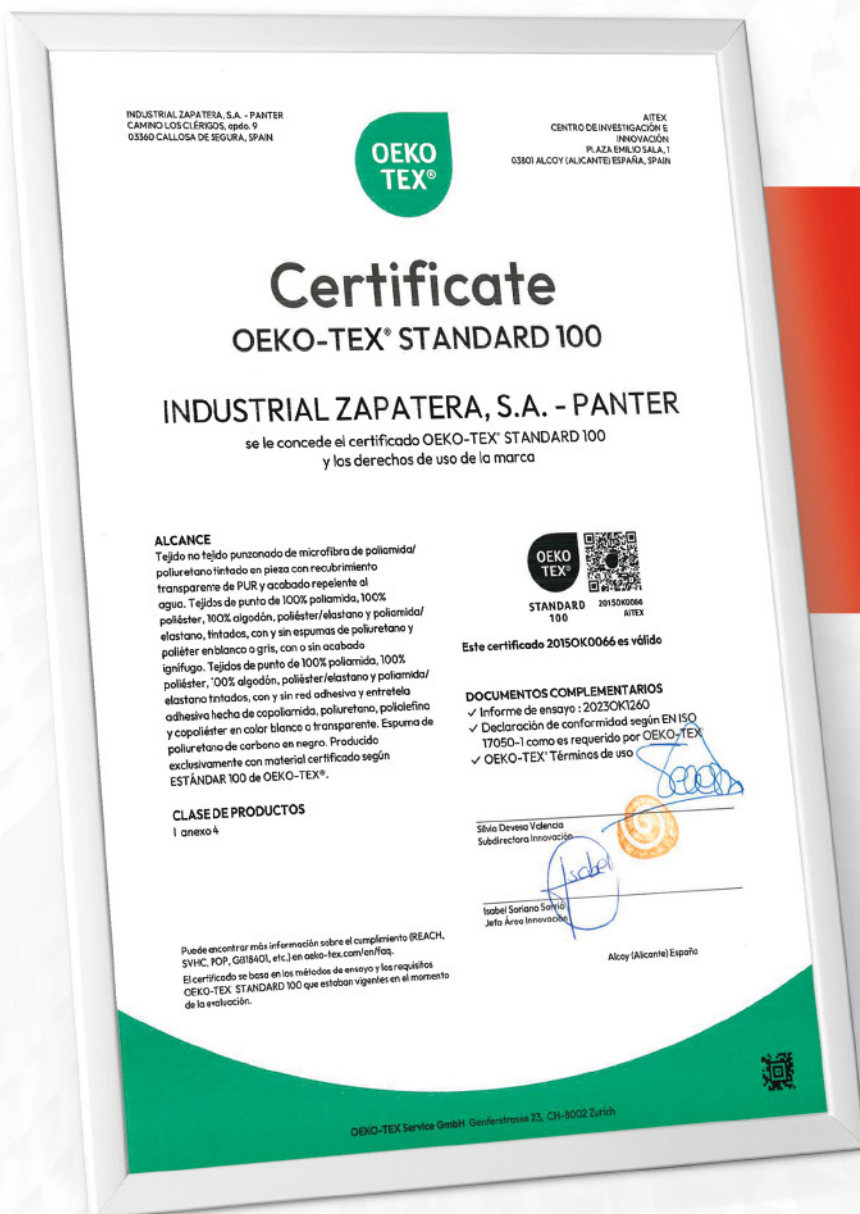 INDUSTRIAL ZAPATERA, S.A. - PANTER
CAMINO LOS CLÉRIGOS, apdo. 9
03360 CALLOSA DE SEGURA, SPAIN
OEKO
TEX®
AITEX
CENTRO DE INVESTIGACIÓN E
INNOVACIÓN
PLAZA EMILIO SALA, 1
03801 ALCOY (ALICANTE) ESPAÑA, SPAIN
Certificate
OEKO-TEX® STANDARD 100
INDUSTRIAL ZAPATERA, S.A. - PANTER
se le concede el certificado OEKO-TEX® STANDARD 100
y los derechos de uso de la marca
ALCANCE
Tejido no tejido punzonado de microfibra de poliamida/
poliuretano tintado en pieza con recubrimiento
transparente de PUR y acabado repelente al
agua. Tejidos de punto de 100% poliamida, 100%
poliéster, 100% algodón, poliéster/elastano y poliamida/
elastano, tintados, con y sin espumas de poliuretano y
poliéter en blanco o gris, con o sin acabado
ignífugo. Tejidos de punto de 100% poliamida, 100%
poliéster, 100% algodón, poliéster/elastano y poliamida/
elastano tintados, con y sin red adhesiva y entretela
adhesiva hecha de copoliamida, poliuretano, poliolefina
y copoliéster en color blanco o transparente. Espuma de
poliuretano de carbono en negro. Producido
exclusivamente con material certificado según
ESTÁNDAR 100 de OEKO-TEX®.
CLASE DE PRODUCTOS
I anexo 4
OEKO
TEX®
STANDARD
100
2015OK0066
AITEX
Este certificado 2015OK0066 es válido
DOCUMENTOS COMPLEMENTARIOS
✓ Informe de ensayo : 2023OK1260
✓ Declaración de conformidad según EN ISO
17050-1 como es requerido por OEKO-TEX
✓ OEKO-TEX® Términos de uso
Silvia Devesa Valencia
Subdirectora Innovación
Isabel
Isabel Soriano Sarrió
Jefa Área Innovación
Alcoy (Alicante) España
Puede encontrar más información sobre el cumplimiento (REACH,
SVHC, POP, GB18401, etc.) en oeko-tex.com/en/faq.
El certificado se basa en los métodos de ensayo y los requisitos
OEKO-TEX STANDARD 100 que estaban vigentes en el momento
de la evaluación.
OEKO-TEX Service GmbH Genferstrasse 23, CH-8002 Zurich